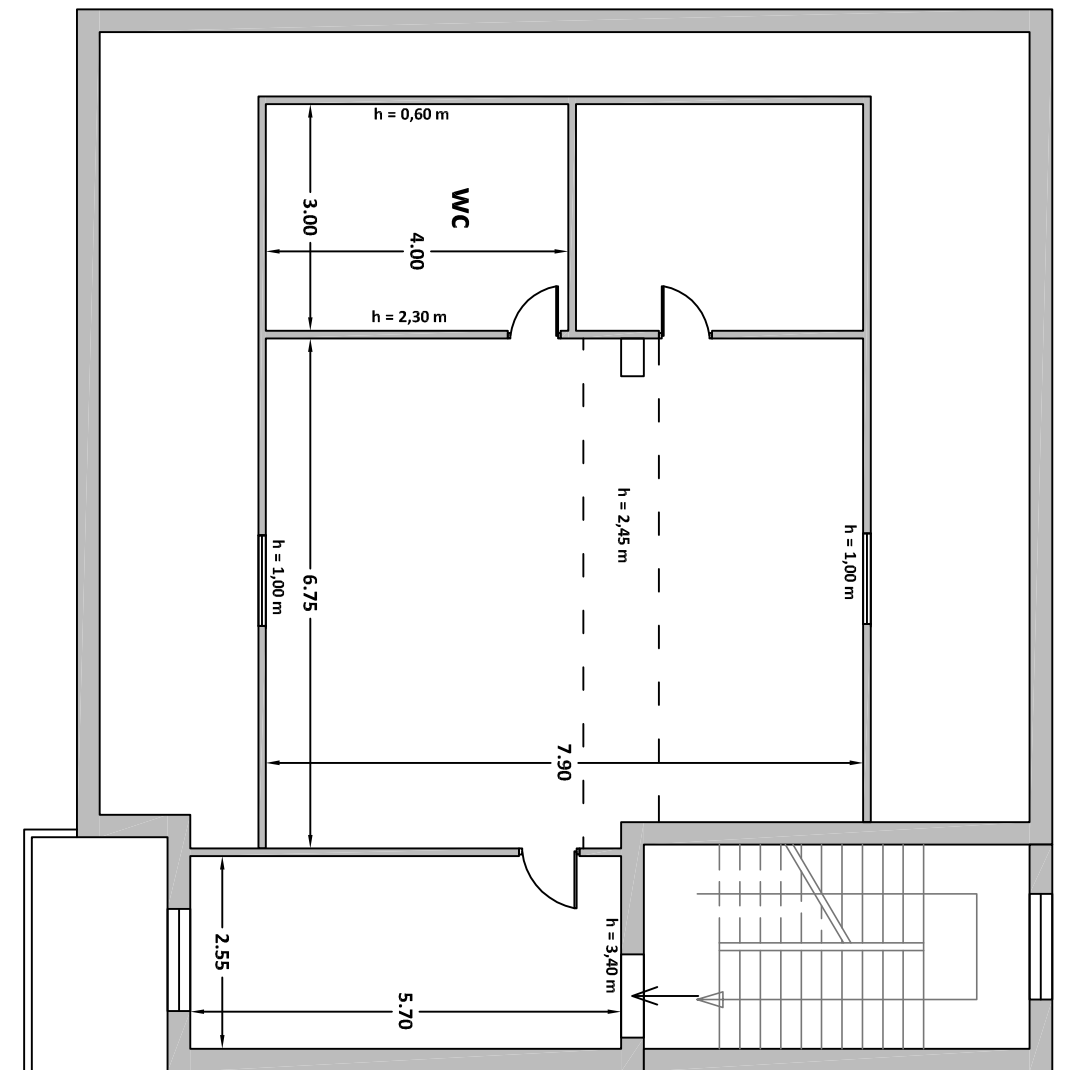 h = 0,60 m
WC
3.00
4.00
h = 2,30 m
h = 2,45 m
h = 1,00 m
h = 1,00 m
6.75
7.90
h = 3,40 m
2.55
5.70